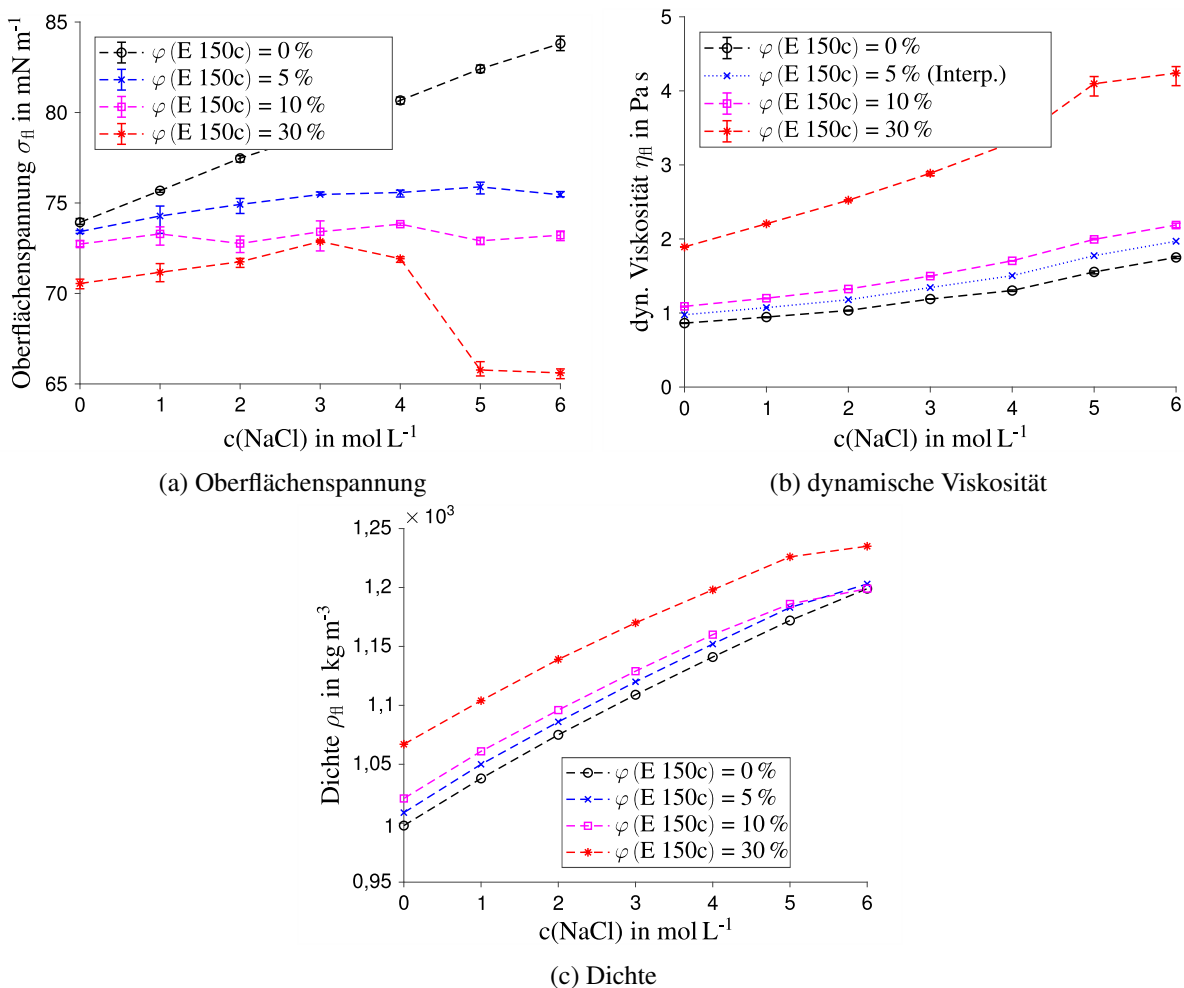 Oberflächenspannung σfl in mN m-1
85
80
75
70
65
φ (E 150c) = 0 %
φ (E 150c) = 5 %
φ (E 150c) = 10 %
φ (E 150c) = 30 %
0 1 2 3 4 5 6
c(NaCl) in mol L-1
(a) Oberflächenspannung
dyn. Viskosität ηfl in Pa s
5
4
3
2
1
0
φ (E 150c) = 0 %
φ (E 150c) = 5 % (Interp.)
φ (E 150c) = 10 %
φ (E 150c) = 30 %
0 1 2 3 4 5 6
c(NaCl) in mol L-1
(b) dynamische Viskosität
× 10³
Dichte ρfl in kg m-3
1,25
1,2
1,15
1,1
1,05
1
0,95
φ (E 150c) = 0 %
φ (E 150c) = 5 %
φ (E 150c) = 10 %
φ (E 150c) = 30 %
0 1 2 3 4 5 6
c(NaCl) in mol L-1
(c) Dichte